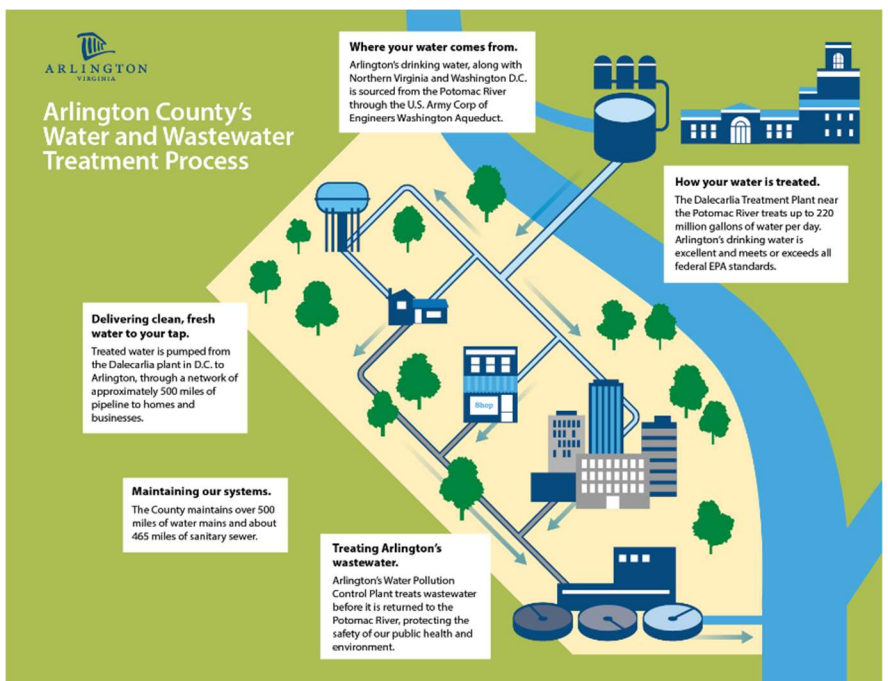 ARLINGTON
VIRGINIA
Arlington County's
Water and Wastewater
Treatment Process
Where your water comes from.
Arlington's drinking water, along with
Northern Virginia and Washington D.C.
is sourced from the Potomac River
through the U.S. Army Corp of
Engineers Washington Aqueduct.
How your water is treated.
The Dalecarlia Treatment Plant near
the Potomac River treats up to 220
million gallons of water per day.
Arlington's drinking water is
excellent and meets or exceeds all
federal EPA standards.
Delivering clean, fresh
water to your tap.
Treated water is pumped from
the Dalecarlia plant in D.C. to
Arlington, through a network of
approximately 500 miles of
pipeline to homes and
businesses.
Shop
Maintaining our systems.
The County maintains over 500
miles of water mains and about
465 miles of sanitary sewer.
Treating Arlington's
wastewater.
Arlington's Water Pollution
Control Plant treats wastewater
before it is returned to the
Potomac River, protecting the
safety of our public health and
environment.